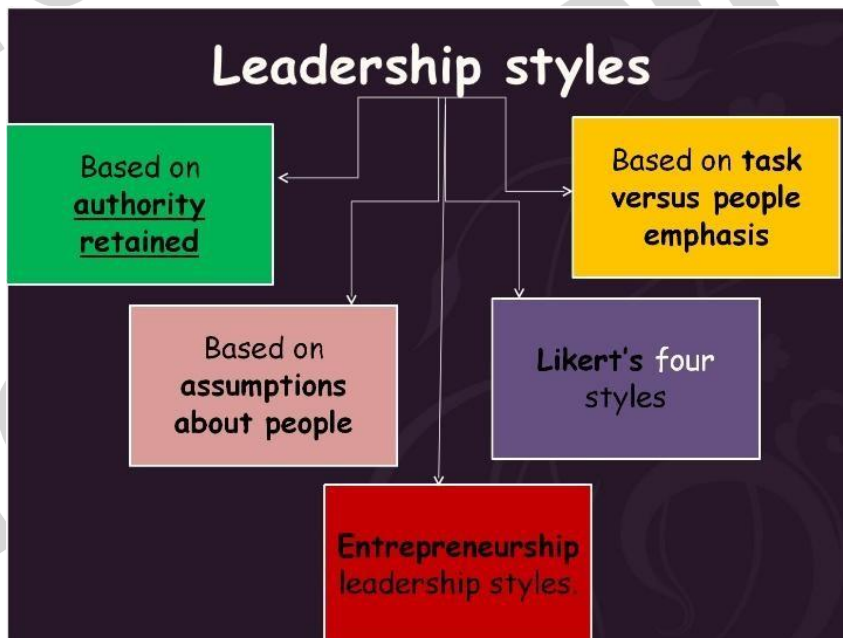 Leadership styles
Based on
authority
retained
Based on task
versus people
emphasis
Based on
assumptions
about people
Likert's four
styles
Entrepreneurship
leadership styles.